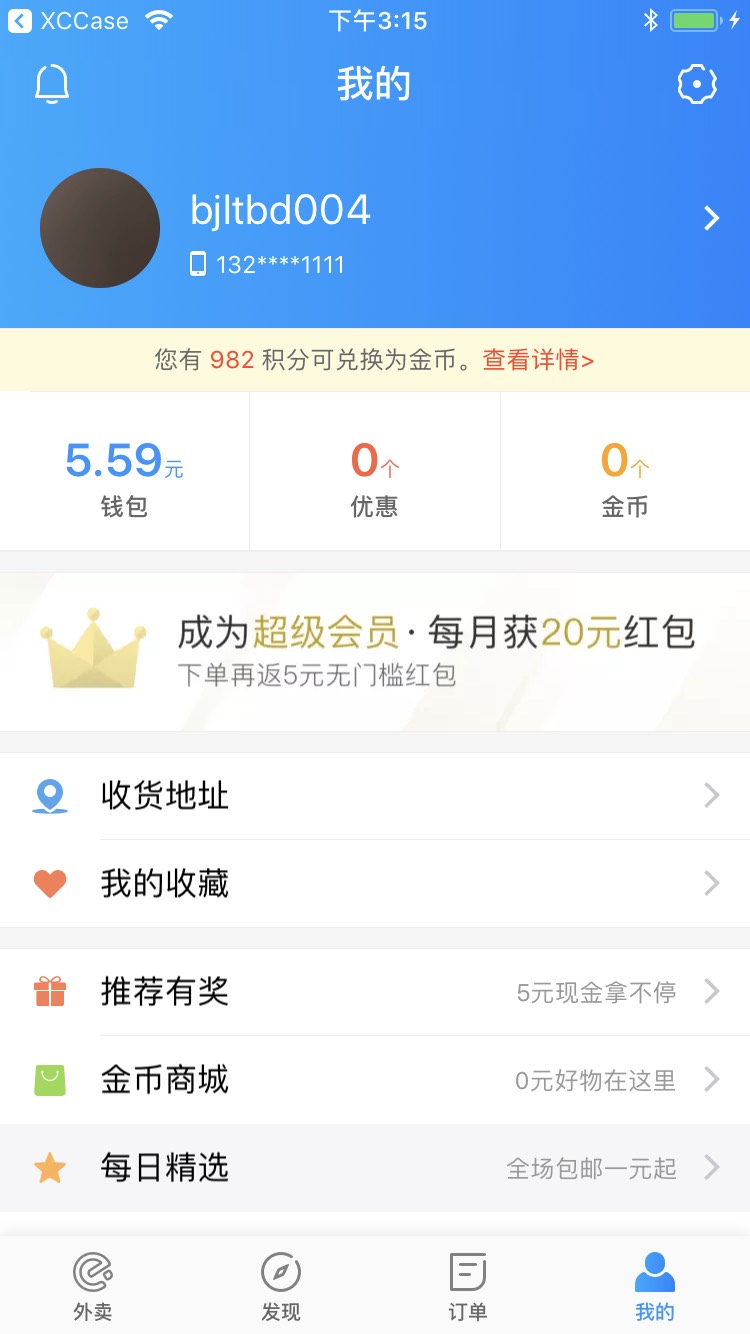 XCCase 下午3:15
我的
bjltbd004
132****1111
您有 982 积分可兑换为金币。查看详情>
5.59元 0个 0个
钱包 优惠 金币
成为超级会员·每月获20元红包
下单再返5元无门槛红包
收货地址
我的收藏
推荐有奖 5元现金拿不停
金币商城 0元好物在这里
每日精选 全场包邮一元起
外卖 发现 订单 我的